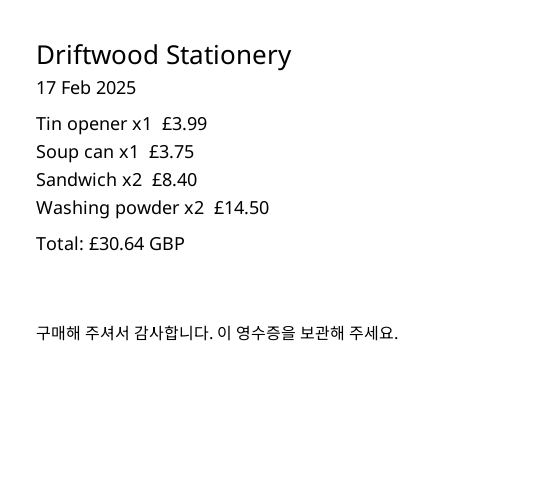 Driftwood Stationery
17 Feb 2025
Tin opener x1  £3.99
Soup can x1  £3.75
Sandwich x2  £8.40
Washing powder x2  £14.50
Total: £30.64 GBP
구매해 주셔서 감사합니다. 이 영수증을 보관해 주세요.